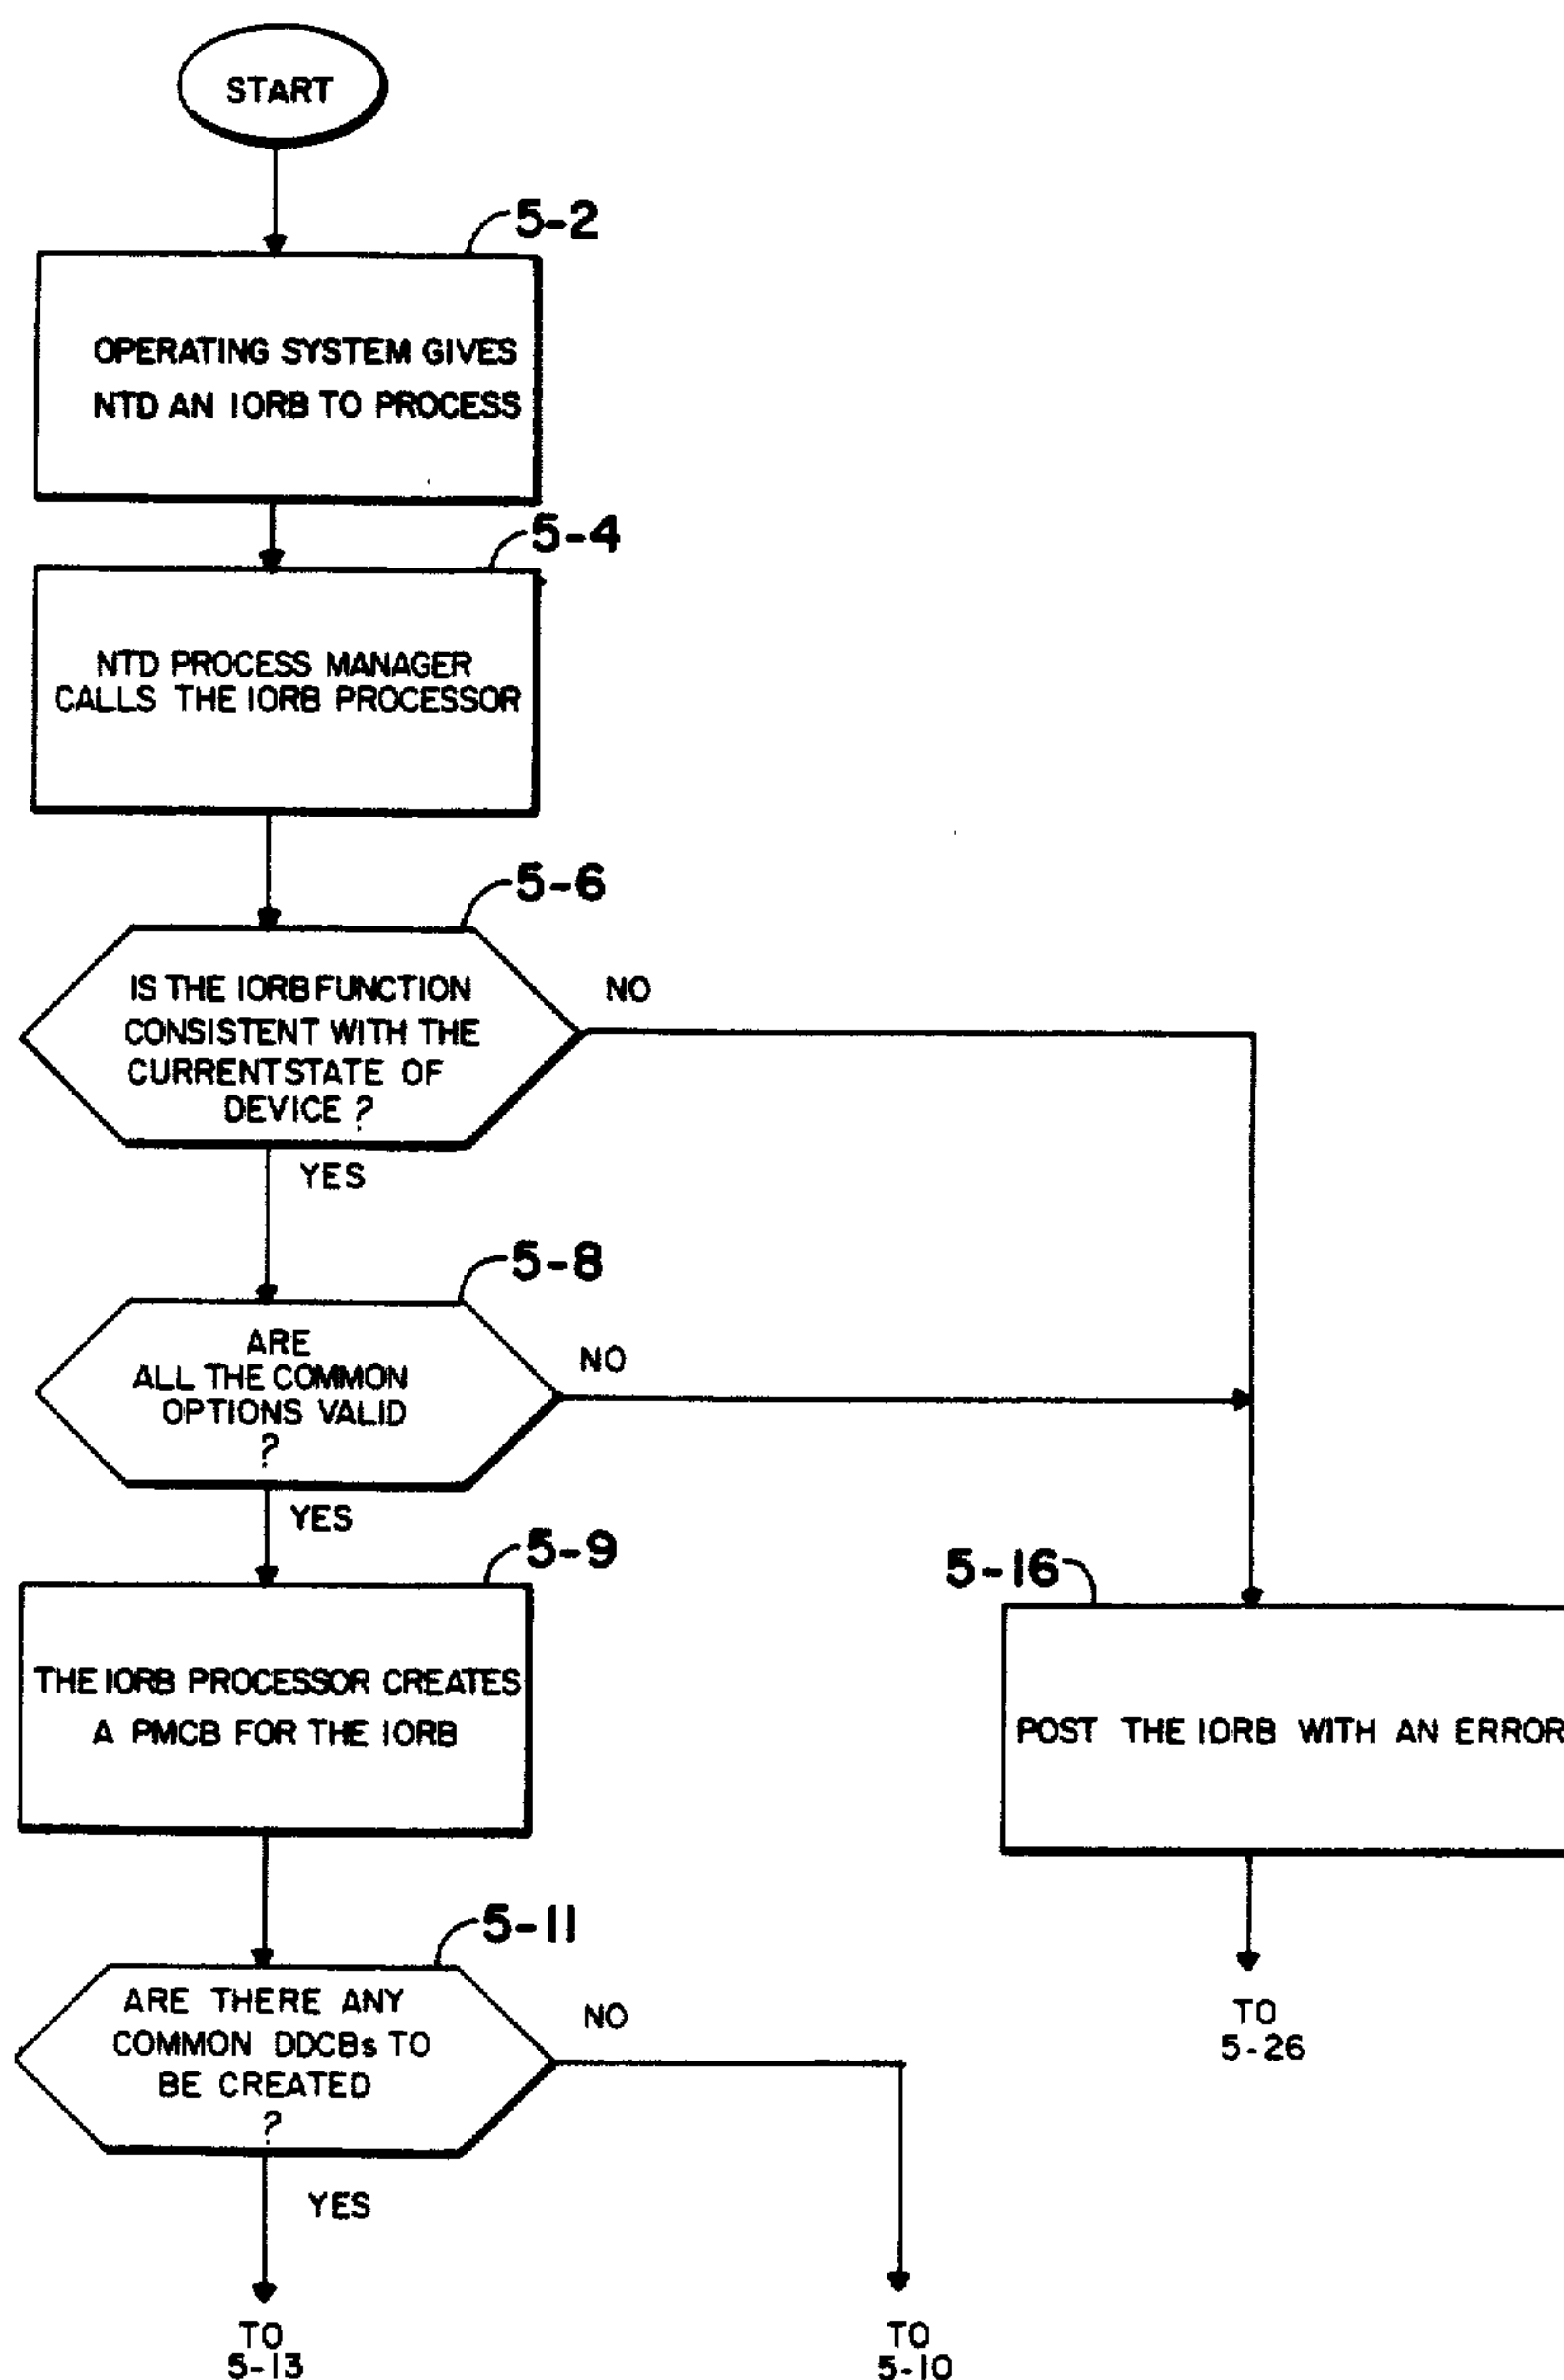 START
5-2
OPERATING SYSTEM GIVES
NTD AN IORB TO PROCESS
5-4
NTD PROCESS MANAGER
CALLS THE IORB PROCESSOR
5-6
IS THE IORB FUNCTION
CONSISTENT WITH THE
CURRENT STATE OF
DEVICE ?
NO
YES
5-8
ARE
ALL THE COMMON
OPTIONS VALID
?
NO
YES
5-9
THE IORB PROCESSOR CREATES
A PMCB FOR THE IORB
5-16
POST THE IORB WITH AN ERROR
TO
5-26
5-11
ARE THERE ANY
COMMON DDCBs TO
BE CREATED
?
NO
YES
TO
5-13
TO
5-10